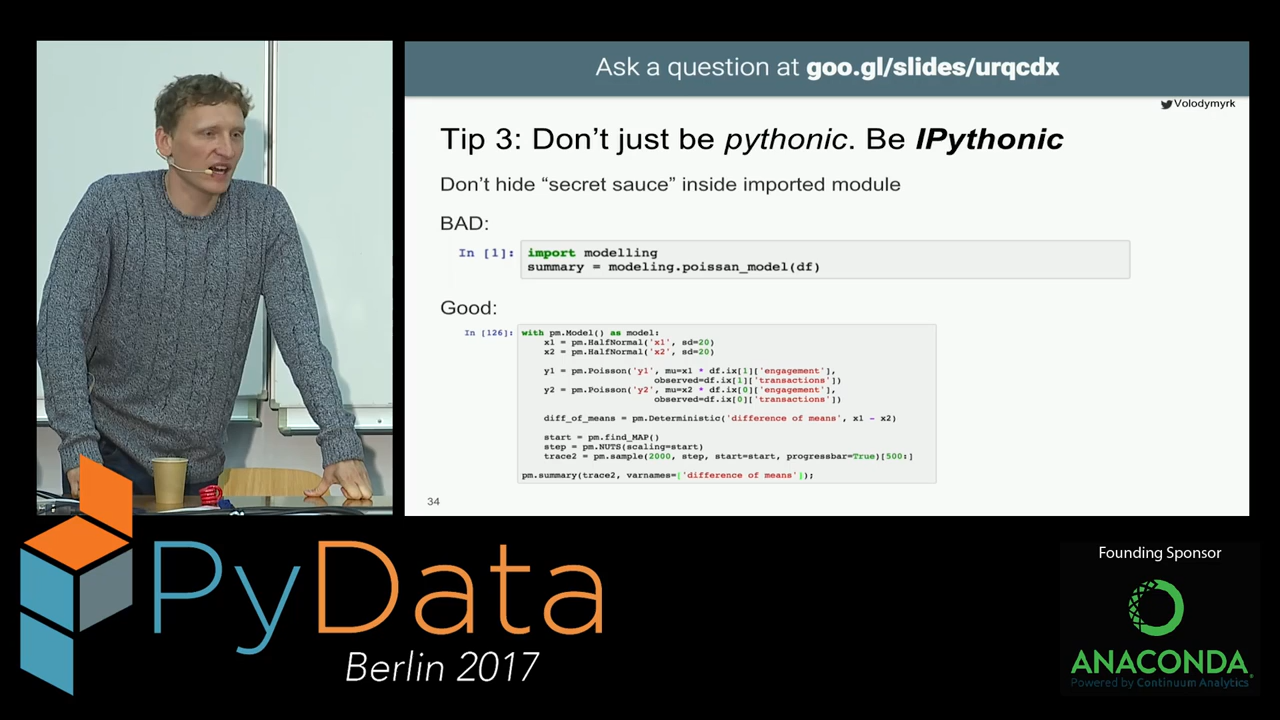 Ask a question at goo.gl/slides/urqcdx
Volodymyrk
Tip 3: Don't just be pythonic. Be IPythonic
Don't hide “secret sauce” inside imported module
BAD:
In [1]: import modelling
summary = modeling.poissan_model(df)
Good:
In [126]: with pm.Model() as model:
x1 = pm.HalfNormal('x1', sd=20)
x2 = pm.HalfNormal('x2', sd=20)
y1 = pm.Poisson('y1', mu=x1 * df.ix[1]['engagement'],
observed=df.ix[1]['transactions'])
y2 = pm.Poisson('y2', mu=x2 * df.ix[0]['engagement'],
observed=df.ix[0]['transactions'])
diff_of_means = pm.Deterministic('difference of means', x1 - x2)
start = pm.find_MAP()
step = pm.NUTS(scaling=start)
trace2 = pm.sample(2000, step, start=start, progressbar=True)[500:]
pm.summary(trace2, varnames=['difference of means']);
34
PyData
Berlin 2017
Founding Sponsor
ANACONDA
Powered by Continuum Analytics